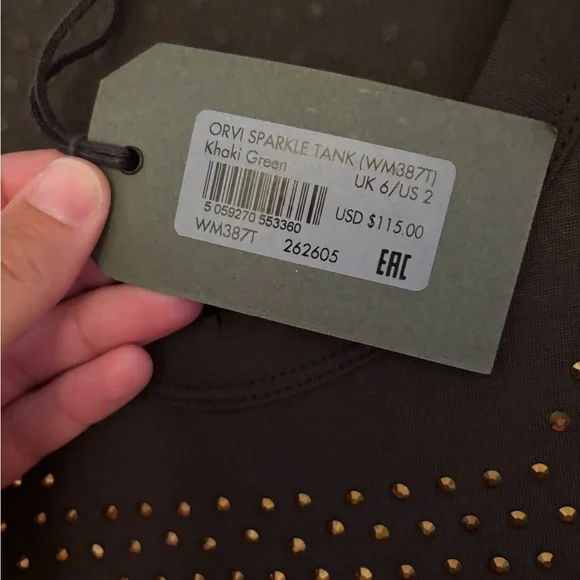 ORVI SPARKLE TANK (WM387T)
Khaki Green
UK 6/US 2
5 059270 553360
USD $115.00
WM387T
262605
EAC